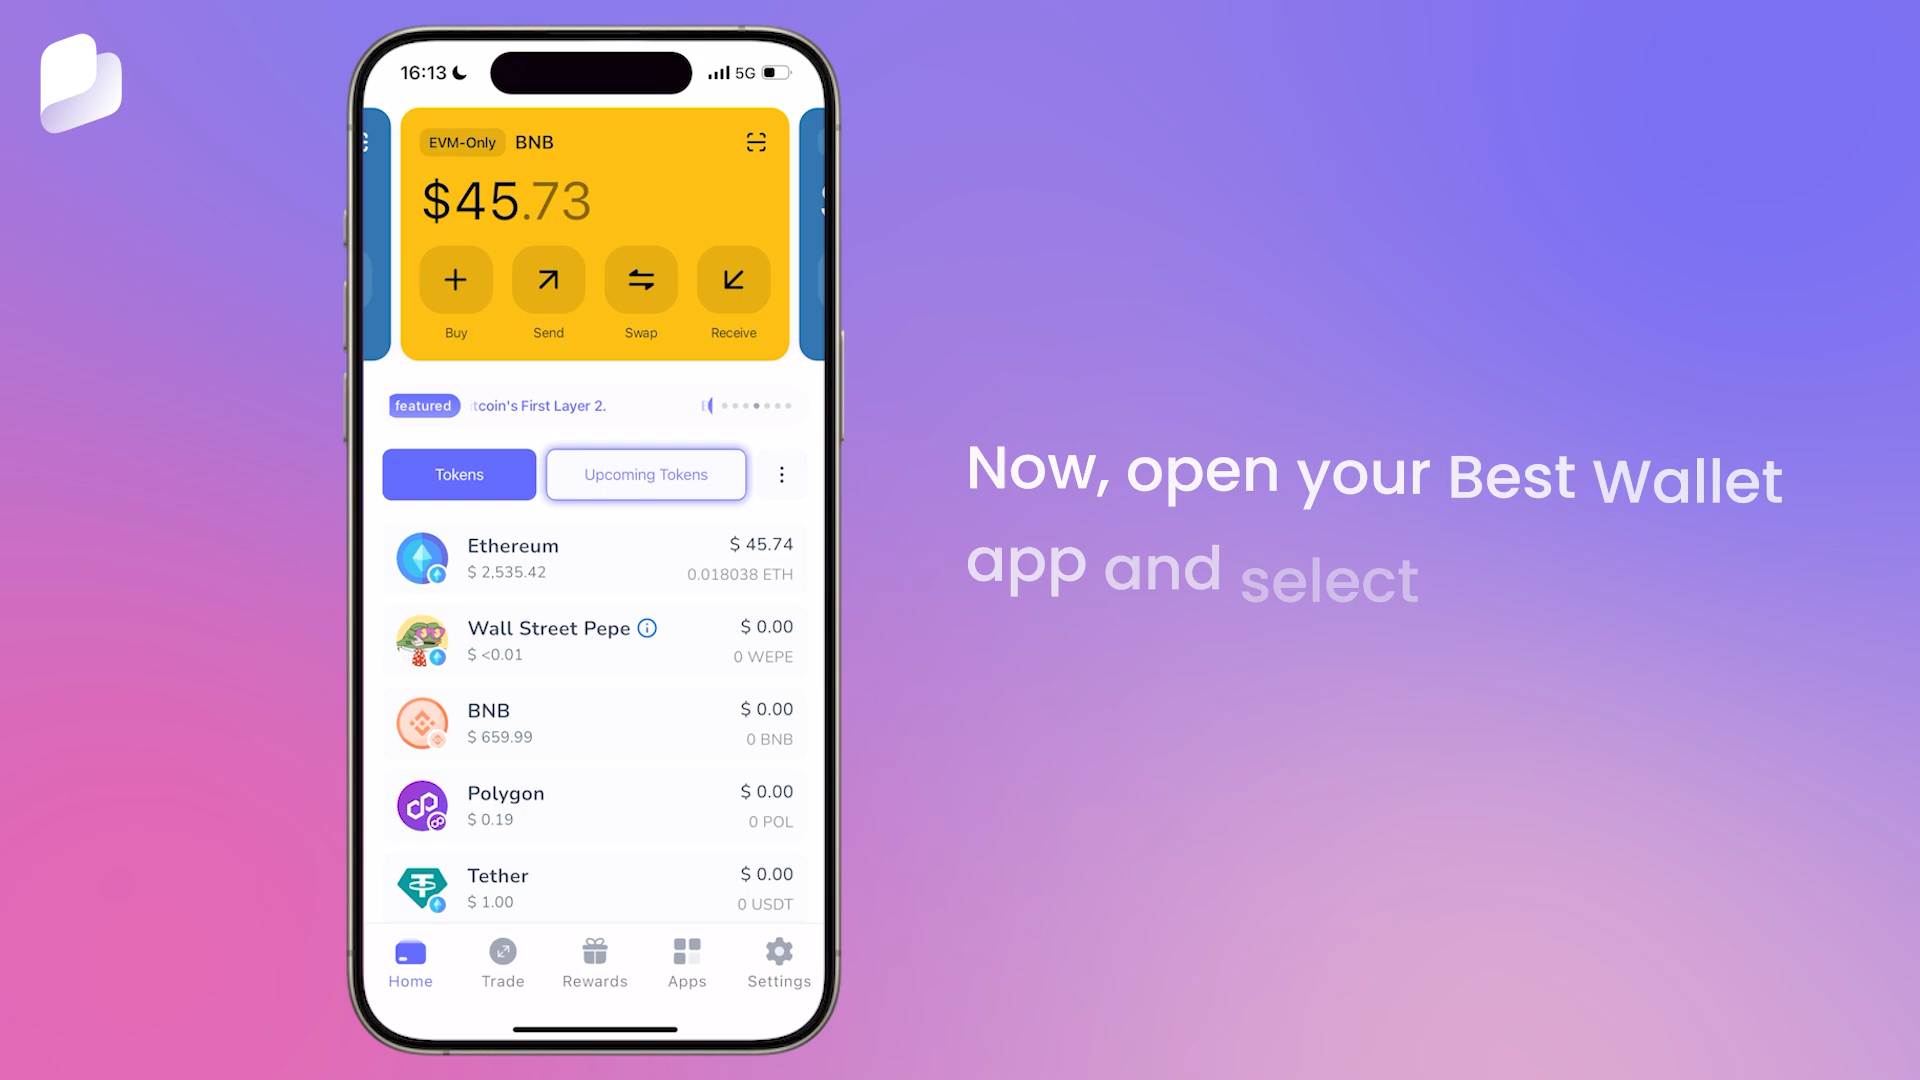 16:13
5G
EVM-Only BNB
$45.73
Buy Send Swap Receive
featured tcoin's First Layer 2.
Tokens Upcoming Tokens
Ethereum $ 45.74
$ 2,535.42 0.018038 ETH
Wall Street Pepe $ 0.00
$ <0.01 0 WEPE
BNB $ 0.00
$ 659.99 0 BNB
Polygon $ 0.00
$ 0.19 0 POL
Tether $ 0.00
$ 1.00 0 USDT
Home Trade Rewards Apps Settings
Now, open your Best Wallet
app and select